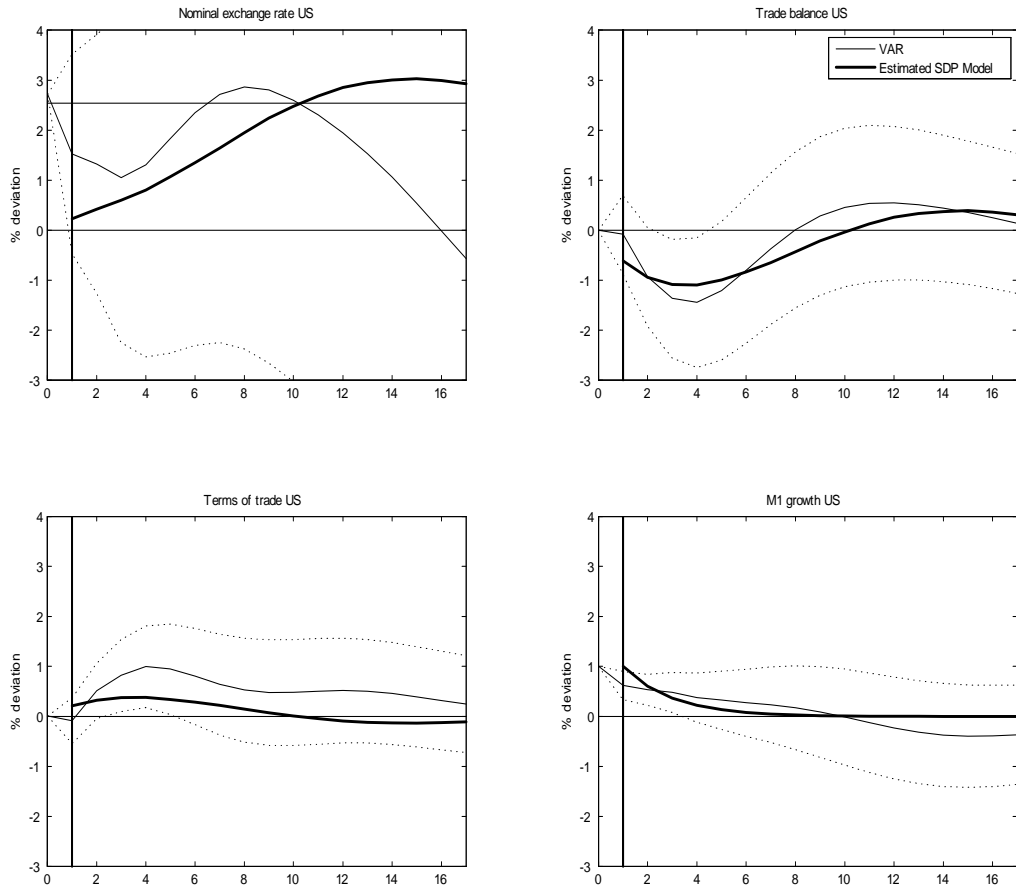 Nominal exchange rate US
4
3
2
1
0
-1
-2
-3
% deviation
0 2 4 6 8 10 12 14 16
Trade balance US
VAR
Estimated SDP Model
4
3
2
1
0
-1
-2
-3
% deviation
0 2 4 6 8 10 12 14 16
Terms of trade US
4
3
2
1
0
-1
-2
-3
% deviation
0 2 4 6 8 10 12 14 16
M1 growth US
4
3
2
1
0
-1
-2
-3
% deviation
0 2 4 6 8 10 12 14 16